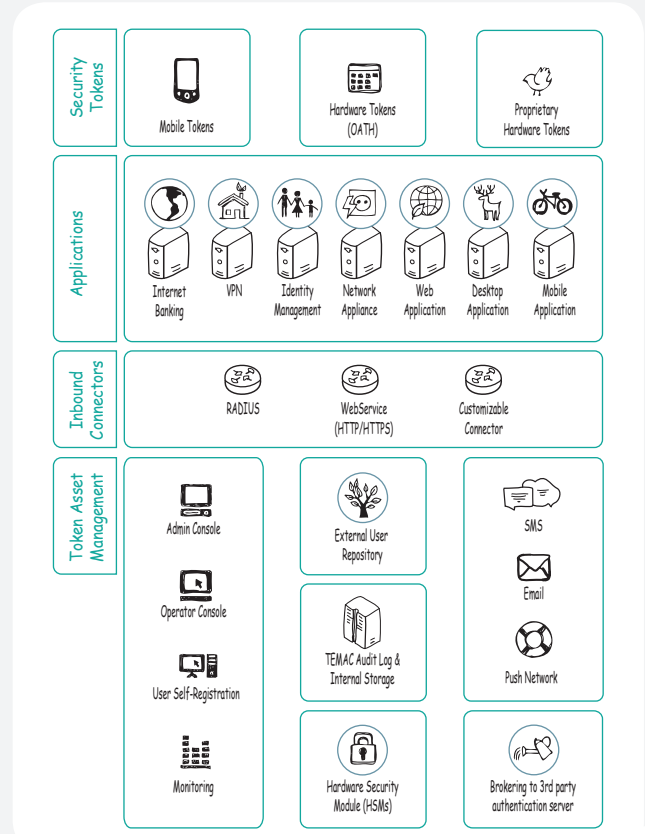 Security
Tokens
Mobile Tokens
Hardware Tokens
(OATH)
Proprietary
Hardware Tokens
Applications
Internet
Banking
VPN
Identity
Management
Network
Appliance
Web
Application
Desktop
Application
Mobile
Application
Inbound
Connectors
RADIUS
WebService
(HTTP/HTTPS)
Customizable
Connector
Token Asset
Management
Admin Console
Operator Console
User Self-Registration
Monitoring
External User
Repository
TEMAC Audit Log &
Internal Storage
Hardware Security
Module (HSMs)
SMS
Email
Push Network
Brokering to 3rd party
authentication server